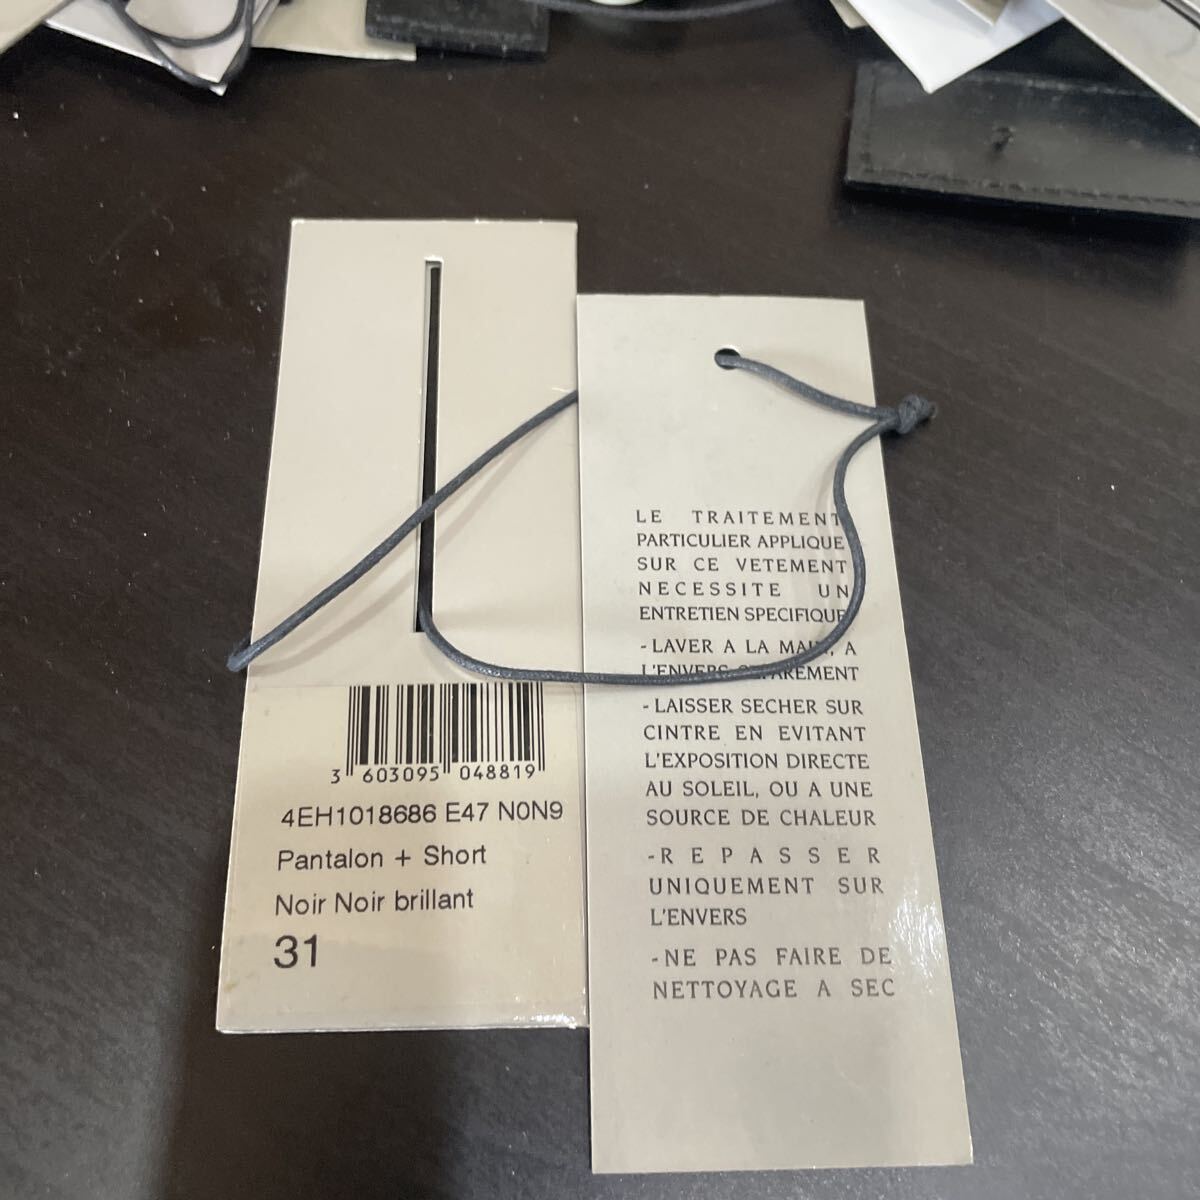 3 603095 048819
4EH1018686 E47 N0N9
Pantalon + Short
Noir Noir brillant
31
LE TRAITEMENT
PARTICULIER APPLIQUE
SUR CE VETEMENT
NECESSITE UN
ENTRETIEN SPECIFIQUE
- LAVER A LA MAIN, A
L'ENVERS SEPAREMENT
- LAISSER SECHER SUR
CINTRE EN EVITANT
L'EXPOSITION DIRECTE
AU SOLEIL, OU A UNE
SOURCE DE CHALEUR
- REPASSER
UNIQUEMENT SUR
L'ENVERS
- NE PAS FAIRE DE
NETTOYAGE A SEC